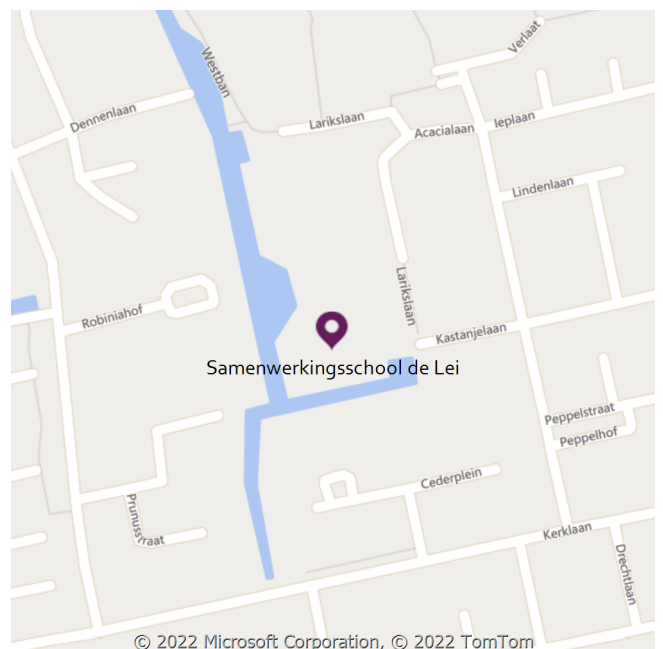 Verlaat
Westban
Dennenlaan
Larikslaan
Acacialaan
Ieplaan
Lindenlaan
Larikslaan
Robiniahof
Kastanjelaan
Samenwerkingsschool de Lei
Peppelstraat
Peppelhof
Cederplein
Prunusstraat
Kerklaan
Drechtlaan
© 2022 Microsoft Corporation, © 2022 TomTom